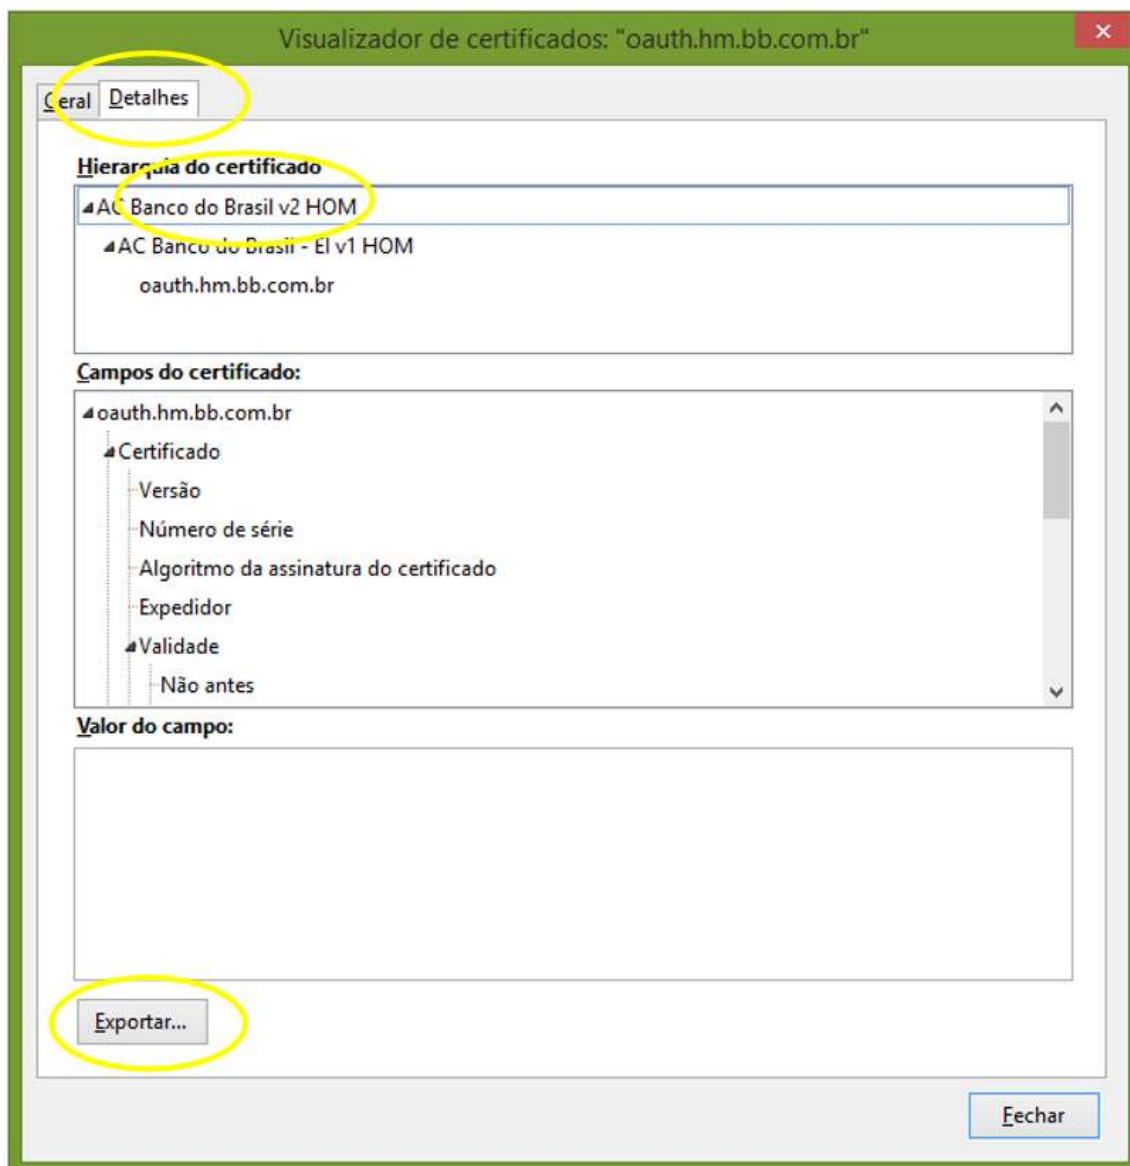 Visualizador de certificados: "oauth.hm.bb.com.br"
Geral Detalhes
Hierarquia do certificado
AC Banco do Brasil v2 HOM
AC Banco do Brasil - EI v1 HOM
oauth.hm.bb.com.br
Campos do certificado:
oauth.hm.bb.com.br
Certificado
Versão
Número de série
Algoritmo da assinatura do certificado
Expedidor
Validade
Não antes
Valor do campo:
Exportar...
Fechar